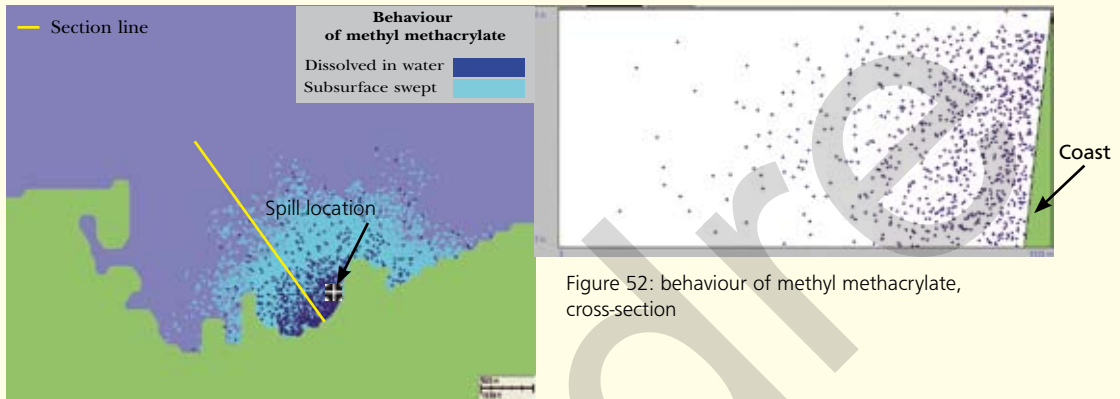 Section line
Behaviour
of methyl methacrylate
Dissolved in water
Subsurface swept
Spill location
Coast
Figure 52: behaviour of methyl methacrylate,
cross-section
dre